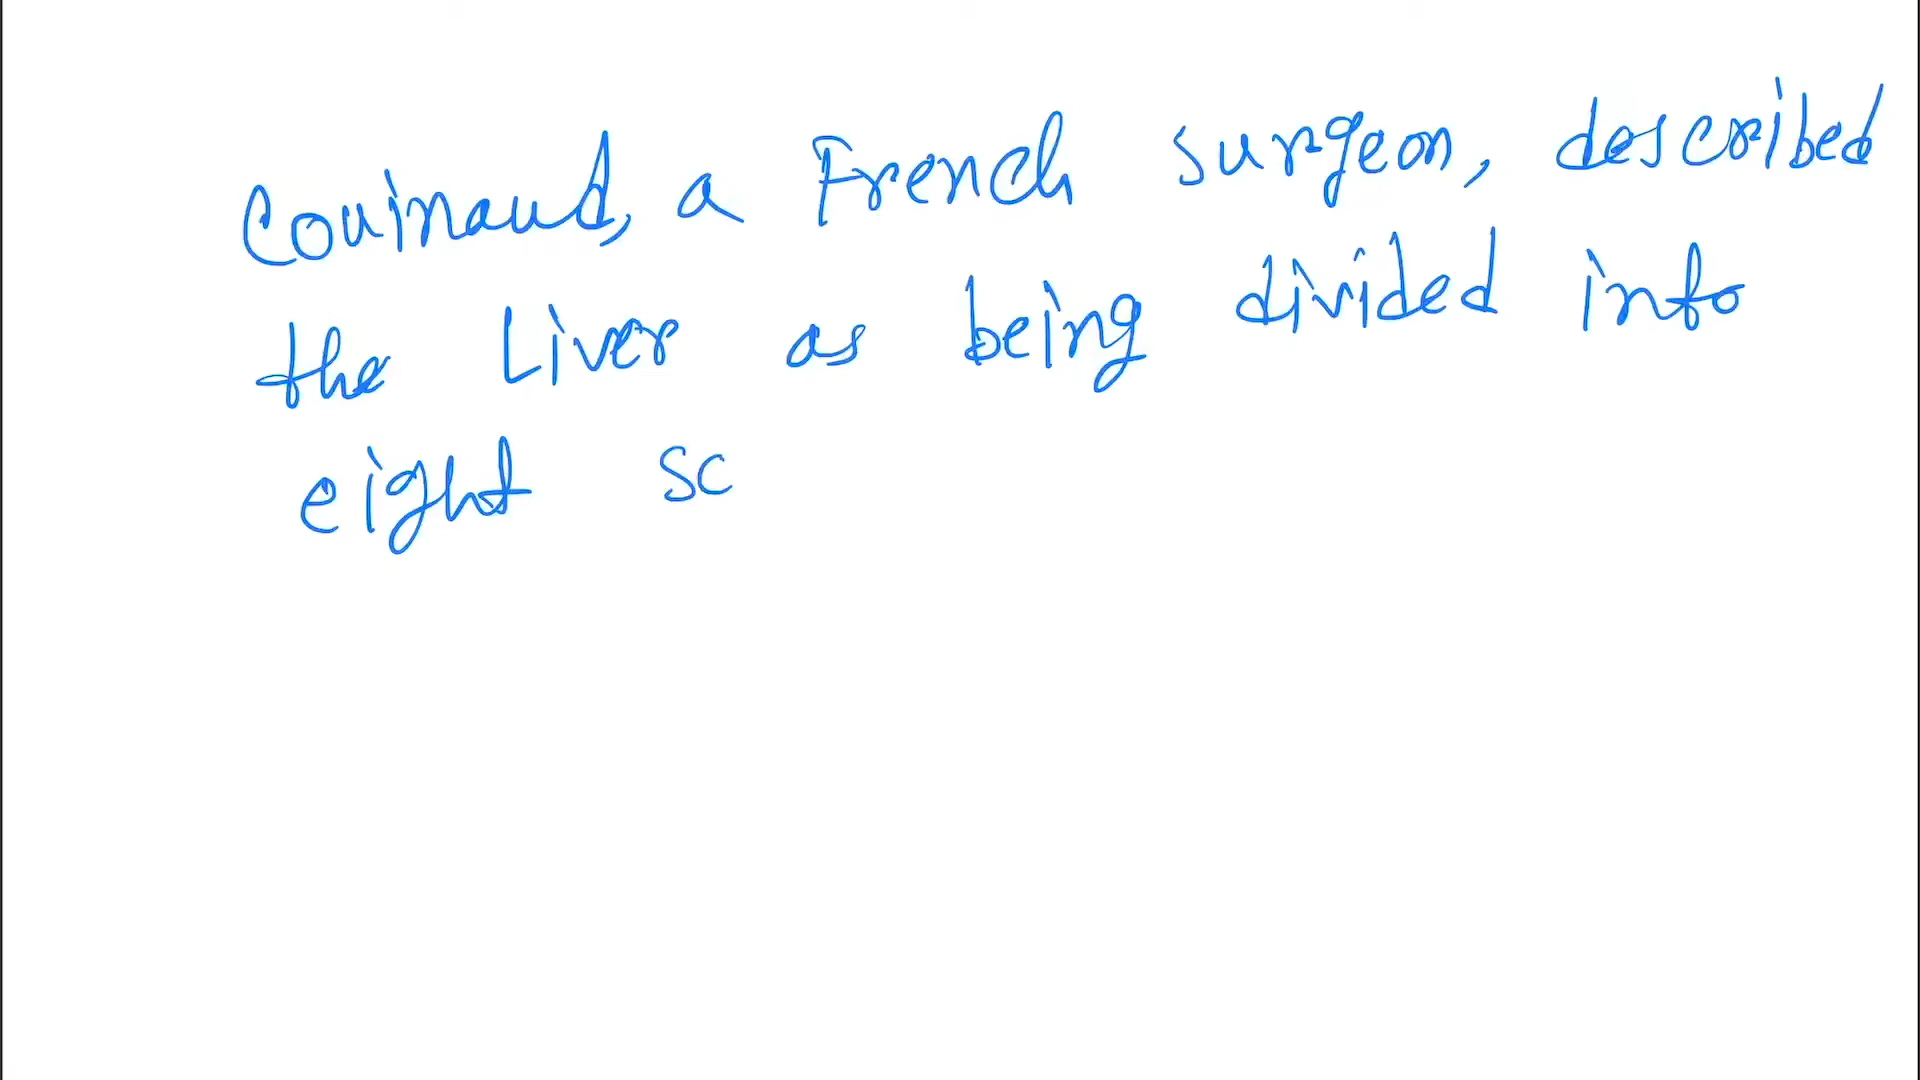 Couinaud, a French surgeon, described
the Liver as being divided into
eight sc